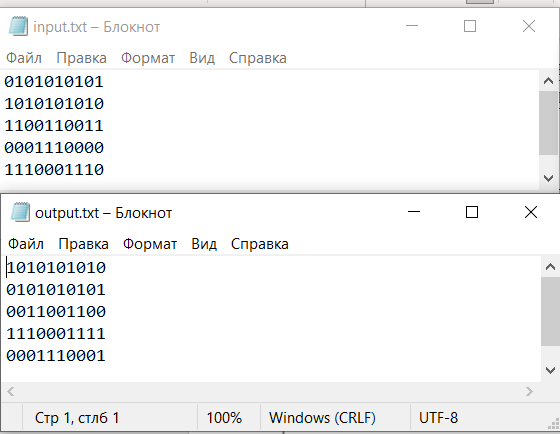 input.txt – Блокнот
Файл Правка Формат Вид Справка
0101010101
1010101010
1100110011
0001110000
1110001110
output.txt – Блокнот
Файл Правка Формат Вид Справка
1010101010
0101010101
0011001100
1110001111
0001110001
Стр 1, стлб 1 100% Windows (CRLF) UTF-8